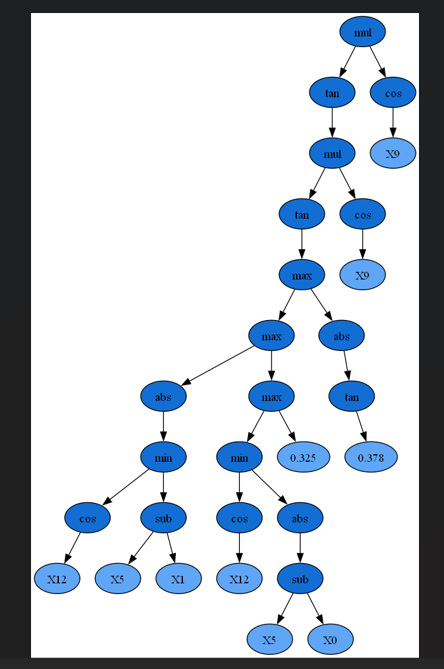 mul
tan cos
mul X9
tan cos
max X9
max abs
abs max tan
min min 0.325 0.378
cos sub cos abs
X12 X5 X1 X12 sub
X5 X0